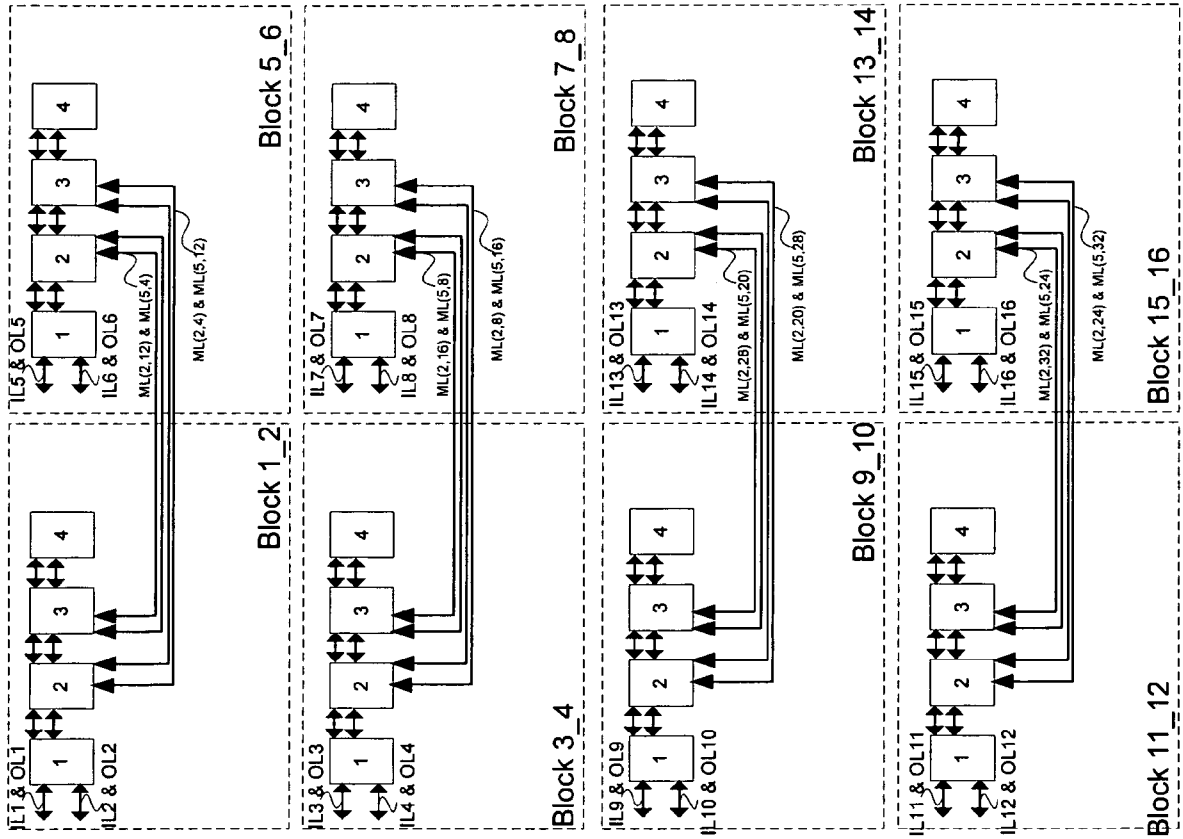 IL5 & OL5
1
2
3
4
IL6 & OL6
ML(2,12) & ML(5,4)
ML(2,4) & ML(5,12)
Block 5_6
IL7 & OL7
1
2
3
4
IL8 & OL8
ML(2,16) & ML(5,8)
ML(2,8) & ML(5,16)
Block 7_8
IL13 & OL13
1
2
3
4
IL14 & OL14
ML(2,28) & ML(5,20)
ML(2,20) & ML(5,28)
Block 13_14
IL15 & OL15
1
2
3
4
IL16 & OL16
ML(2,32) & ML(5,24)
ML(2,24) & ML(5,32)
Block 15_16
IL1 & OL1
1
2
3
4
IL2 & OL2
Block 1_2
IL3 & OL3
1
2
3
4
IL4 & OL4
Block 3_4
IL9 & OL9
1
2
3
4
IL10 & OL10
Block 9_10
IL11 & OL11
1
2
3
4
IL12 & OL12
Block 11_12